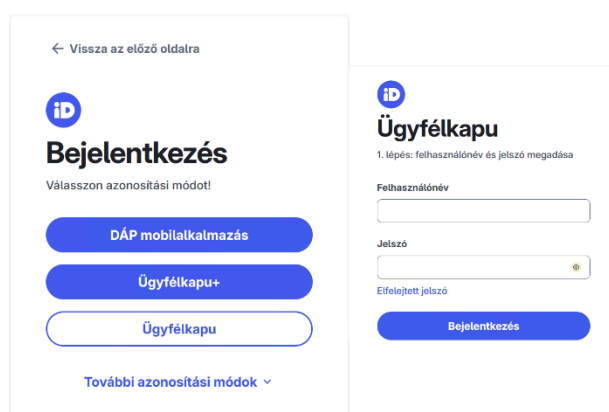 ← Vissza az előző oldalra
iD
Bejelentkezés
Válasszon azonosítási módot!
DÁP mobilalkalmazás
Ügyfélkapu+
Ügyfélkapu
További azonosítási módok
iD
Ügyfélkapu
1. lépés: felhasználónév és jelszó megadása
Felhasználónév
Jelszó
Elfelejtett jelszó
Bejelentkezés